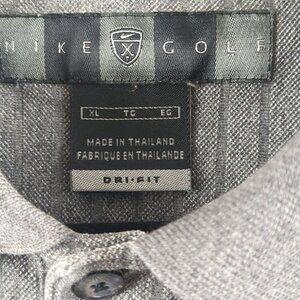 NIKE GOLF
XL TG EG
MADE IN THAILAND
FABRIQUE EN THAILANDE
DRI-FIT